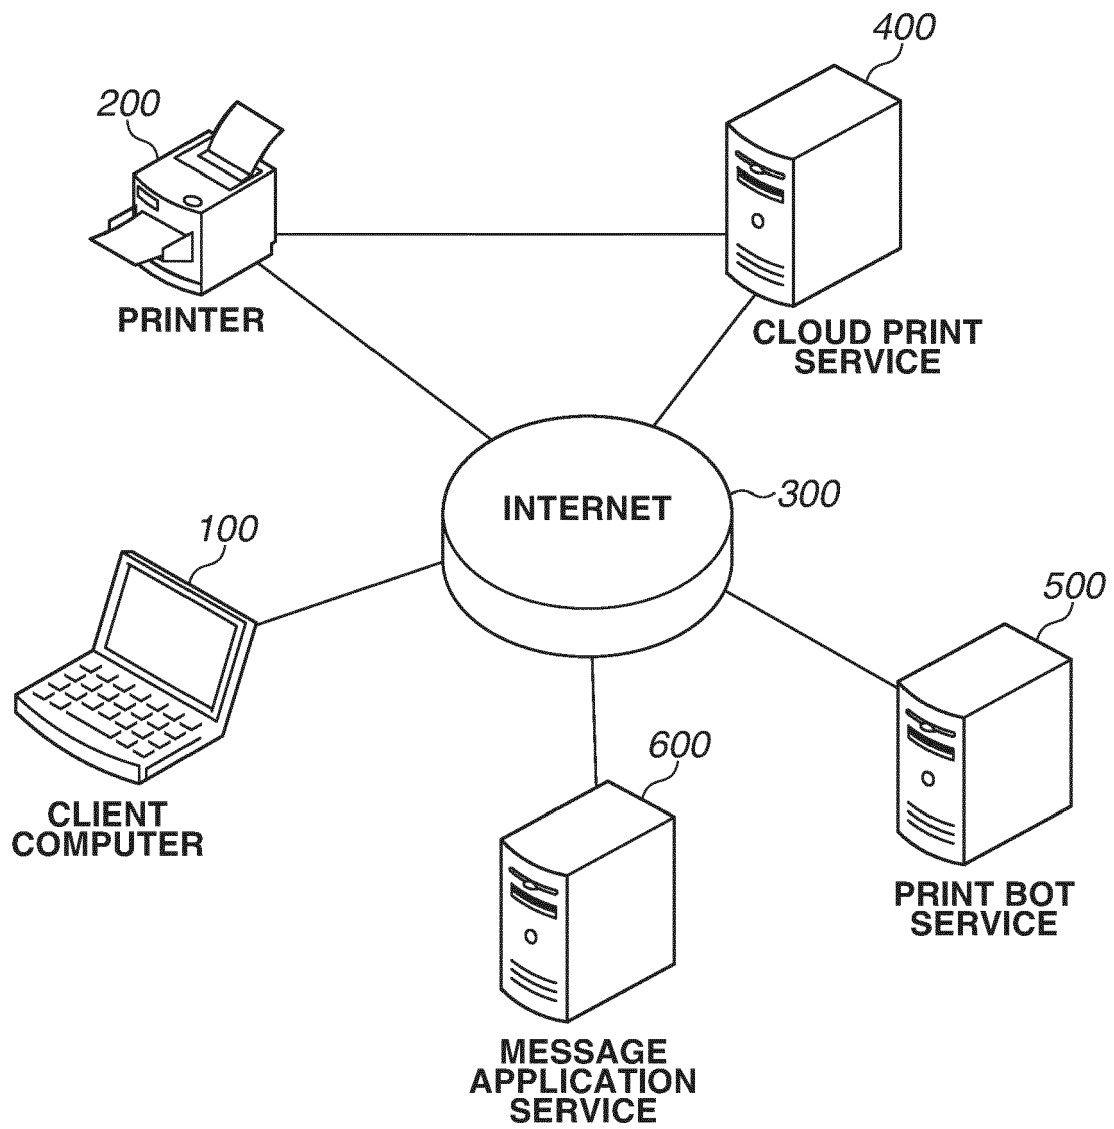 400
200
PRINTER
CLOUD PRINT
SERVICE
INTERNET
300
100
500
CLIENT
COMPUTER
600
PRINT BOT
SERVICE
MESSAGE
APPLICATION
SERVICE